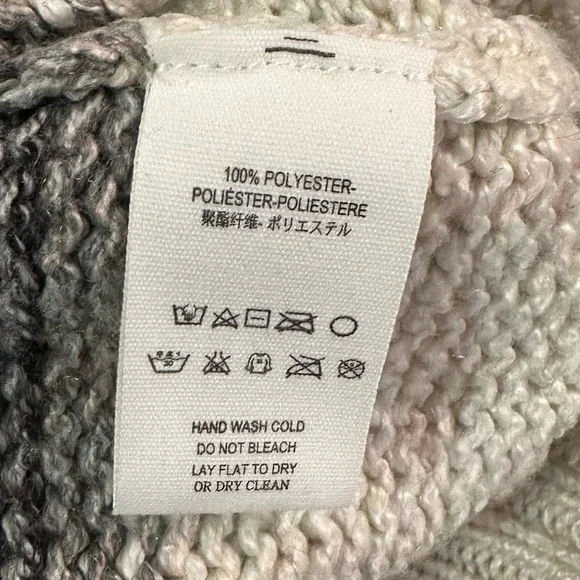 100% POLYESTER-
POLIÉSTER-POLIESTERE
聚酯纤维- ポリエステル
HAND WASH COLD
DO NOT BLEACH
LAY FLAT TO DRY
OR DRY CLEAN